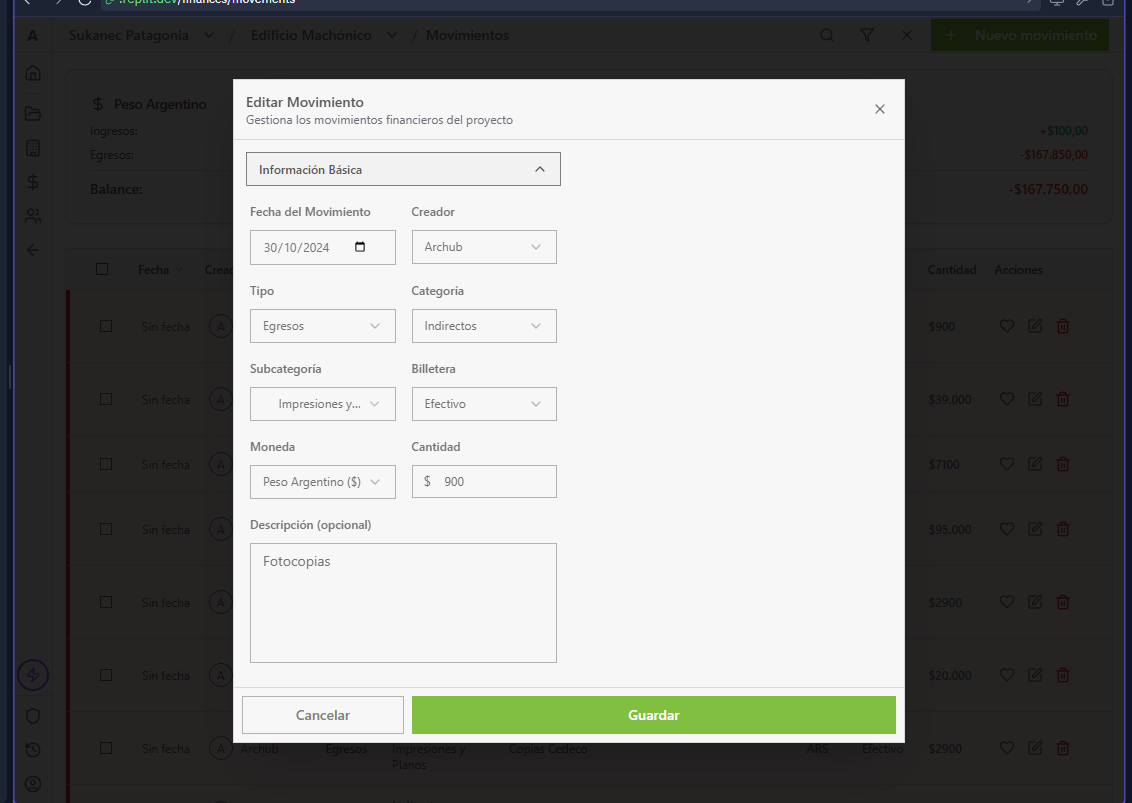 .replit.dev/finances/movements
A Sukanec Patagonia / Edificio Machónico / Movimientos + Nuevo movimiento
$ Peso Argentino
Ingresos: +$100,00
Egresos: -$167.850,00
Balance: -$167.750,00
Editar Movimiento
Gestiona los movimientos financieros del proyecto
Información Básica
Fecha del Movimiento Creador
30/10/2024 Archub
Tipo Categoría
Egresos Indirectos
Subcategoría Billetera
Impresiones y... Efectivo
Moneda Cantidad
Peso Argentino ($) $ 900
Descripción (opcional)
Fotocopias
Cancelar Guardar
Fecha Cantidad Acciones
Sin fecha A $900
Sin fecha A $39.000
Sin fecha A $7100
Sin fecha A $95.000
Sin fecha A $2900
Sin fecha A $20.000
Sin fecha A Archub Egresos Impresiones y Copias Cedeco ARS Efectivo $2900
Planos